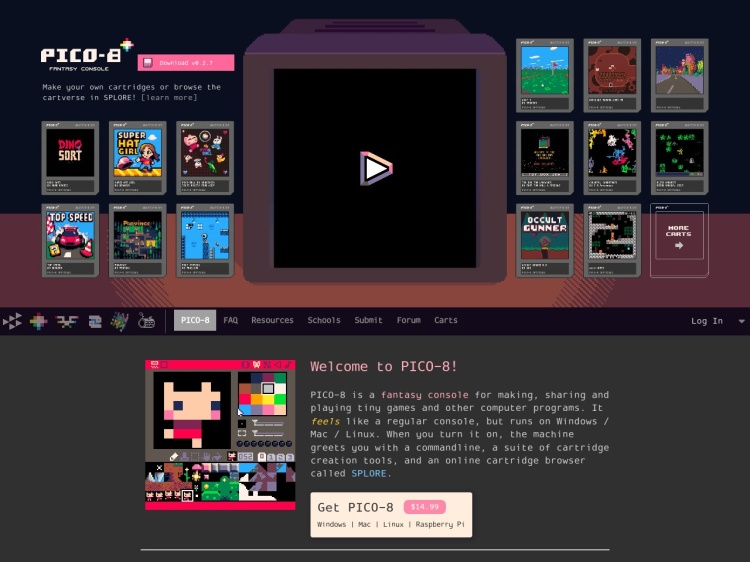 PICO-8
FANTASY CONSOLE
Download v0.2.7
Make your own cartridges or browse the
cartverse in SPLORE! [learn more]
DINO
SORT
SUPER
HAT
GIRL
TOP SPEED
PROVINCE
OCCULT
GUNNER
MORE
CARTS
PICO-8
FAQ
Resources
Schools
Submit
Forum
Carts
Log In
Welcome to PICO-8!
PICO-8 is a fantasy console for making, sharing and
playing tiny games and other computer programs. It
feels like a regular console, but runs on Windows /
Mac / Linux. When you turn it on, the machine
greets you with a commandline, a suite of cartridge
creation tools, and an online cartridge browser
called SPLORE.
Get PICO-8 $14.99
Windows | Mac | Linux | Raspberry Pi